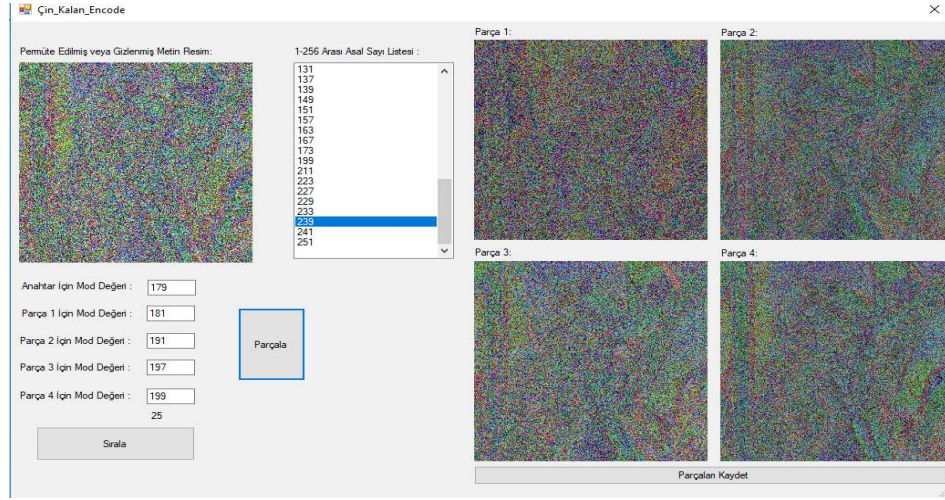 Çin_Kalan_Encode
Permüte Edilmiş veya Gizlenmiş Metin Resim:
1-256 Arası Asal Sayı Listesi :
131
137
139
149
151
157
163
167
173
199
211
223
227
229
233
239
241
251
Anahtar İçin Mod Değeri : 179
Parça 1 İçin Mod Değeri : 181
Parça 2 İçin Mod Değeri : 191
Parça 3 İçin Mod Değeri : 197
Parça 4 İçin Mod Değeri : 199
25
Sırala
Parçala
Parça 1:
Parça 2:
Parça 3:
Parça 4:
Parçaları Kaydet